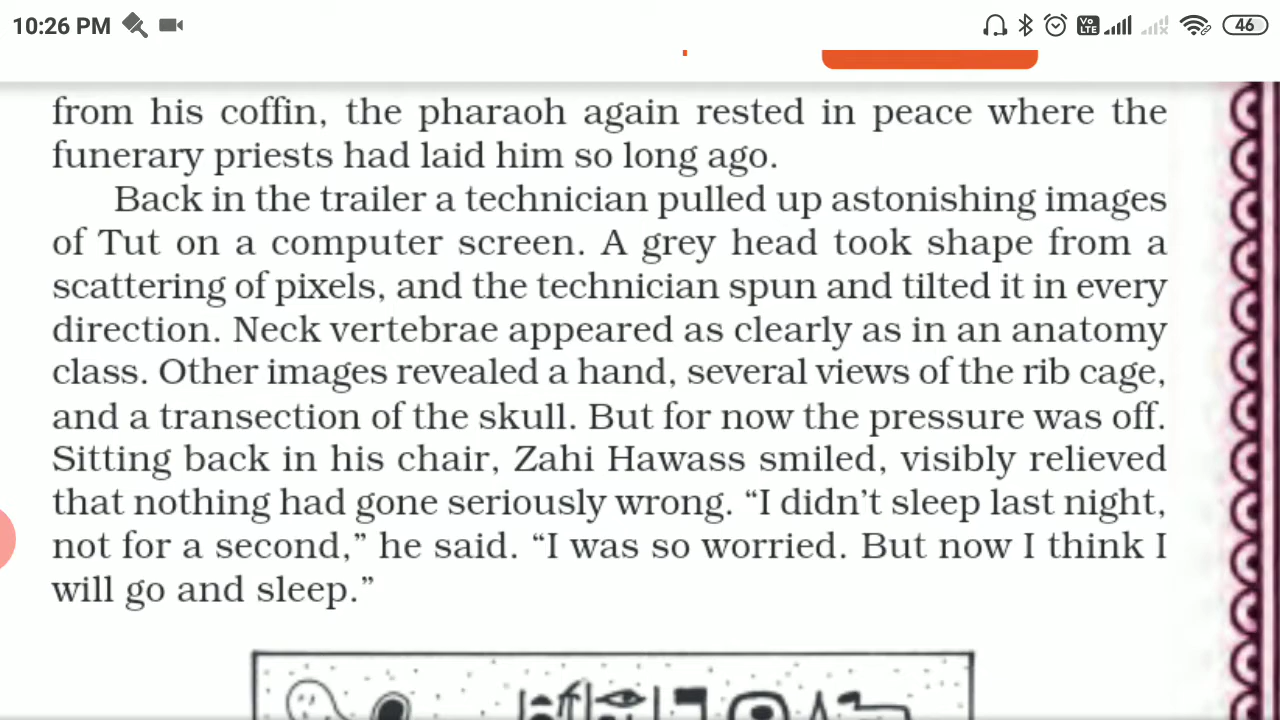 10:26 PM Vo LTE 46
from his coffin, the pharaoh again rested in peace where the
funerary priests had laid him so long ago.
Back in the trailer a technician pulled up astonishing images
of Tut on a computer screen. A grey head took shape from a
scattering of pixels, and the technician spun and tilted it in every
direction. Neck vertebrae appeared as clearly as in an anatomy
class. Other images revealed a hand, several views of the rib cage,
and a transection of the skull. But for now the pressure was off.
Sitting back in his chair, Zahi Hawass smiled, visibly relieved
that nothing had gone seriously wrong. “I didn’t sleep last night,
not for a second,” he said. “I was so worried. But now I think I
will go and sleep.”